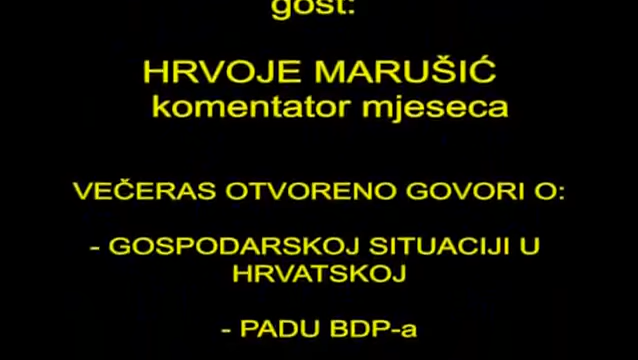 gost:
HRVOJE MARUŠIĆ
komentator mjeseca
VEČERAS OTVORENO GOVORI O:
- GOSPODARSKOJ SITUACIJI U
HRVATSKOJ
- PADU BDP-a